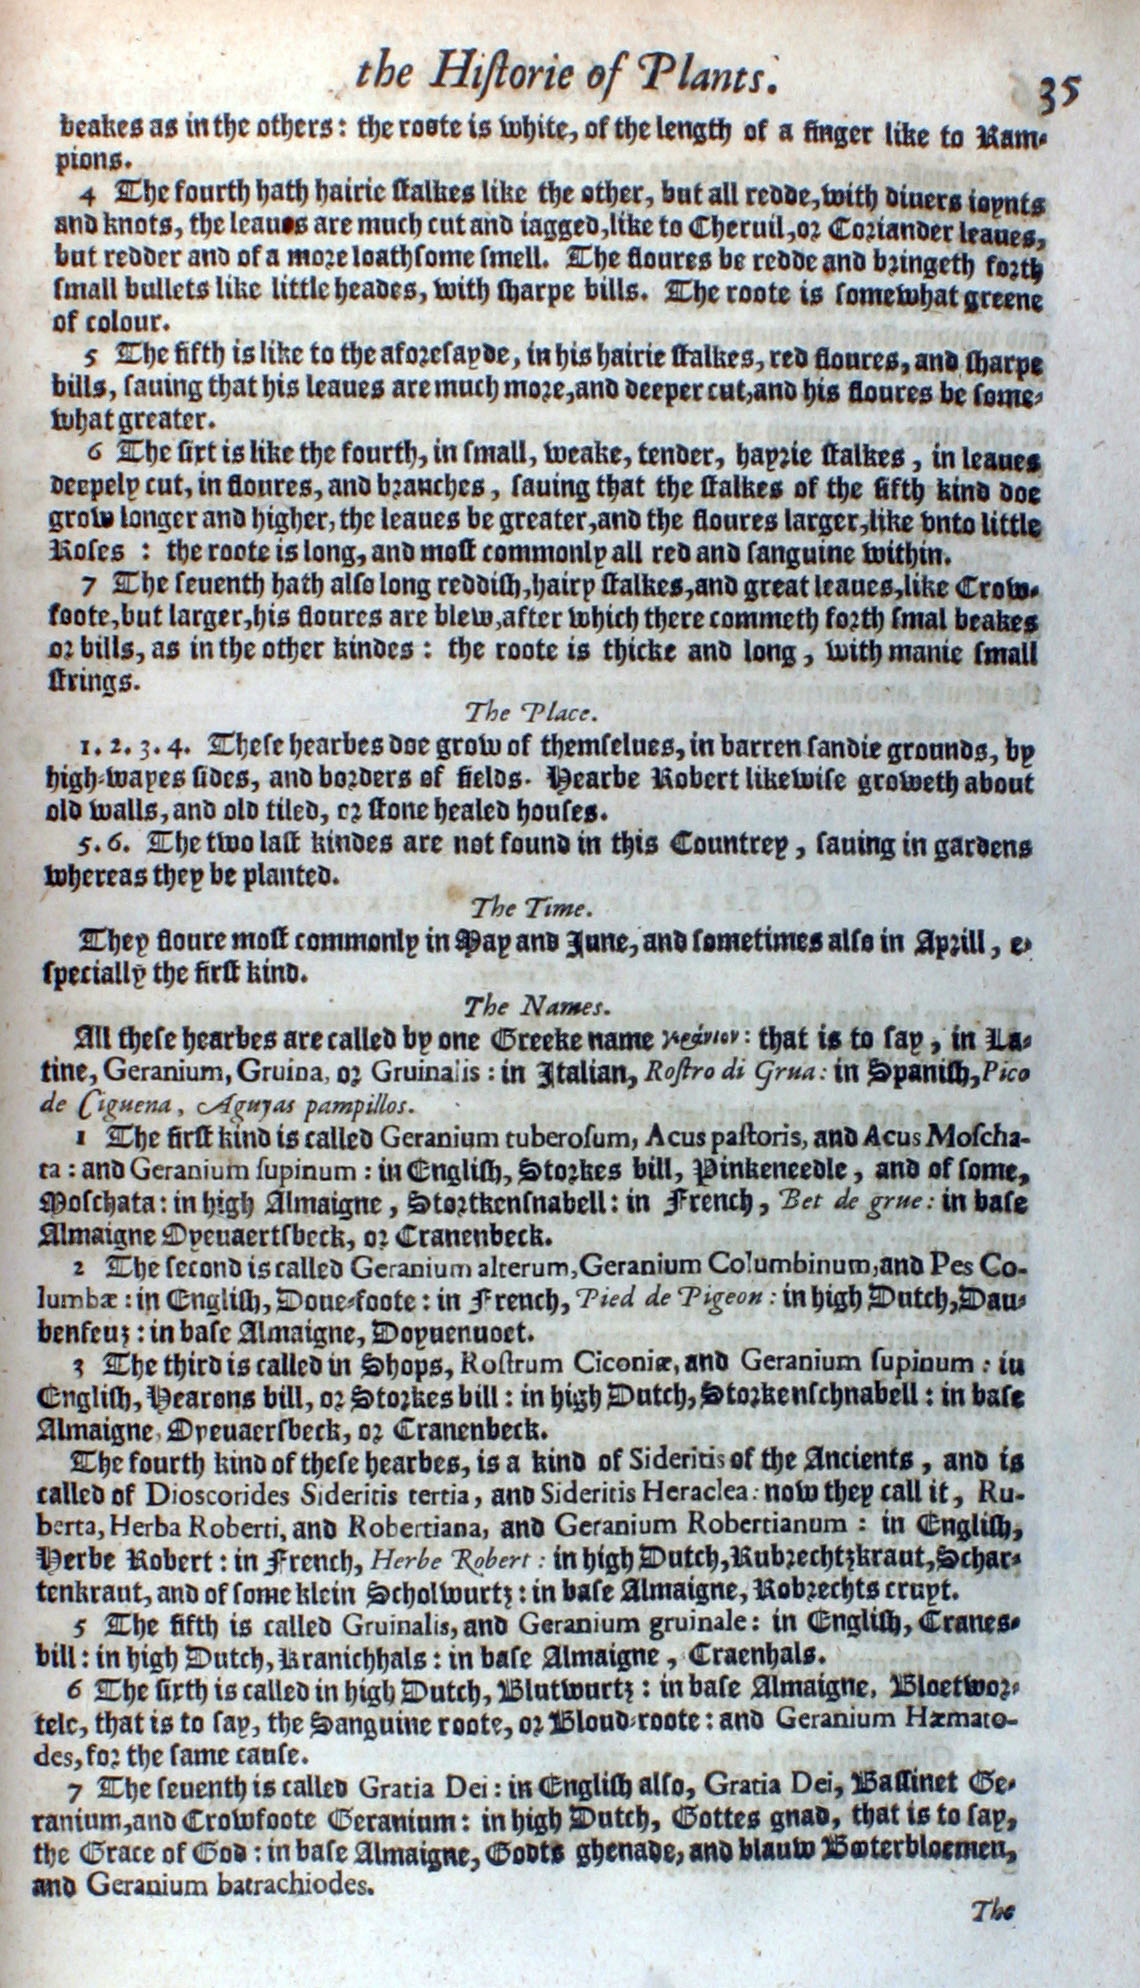 the Historie of Plants.
35
beakes as in the others: the roote is white, of the length of a finger like to Ram-
pions.
4 The fourth hath hairie stalkes like the other, but all redde, with diuers ioynts
and knots, the leaues are much cut and iagged, like to Cheruil, or Coriander leaues,
but redder and of a more loathsome smell. The floures be redde and bringeth forth
small bullets like little heades, with sharpe bills. The roote is somewhat greene
of colour.
5 The fifth is like to the aforesayde, in his hairie stalkes, red floures, and sharpe
bills, sauing that his leaues are much more, and deeper cut, and his floures be some-
what greater.
6 The sixt is like the fourth, in small, weake, tender, hayrie stalkes, in leaues
deepely cut, in floures, and branches, sauing that the stalkes of the fifth kind doe
grow longer and higher, the leaues be greater, and the floures larger, like vnto little
Roses : the roote is long, and most commonly all red and sanguine within.
7 The seuenth hath also long reddish, hairy stalkes, and great leaues, like Crow-
foote, but larger, his floures are blew, after which there commeth forth smal beakes
or bills, as in the other kindes : the roote is thicke and long, with manie small
strings.
The Place.
1. 2. 3. 4. These hearbes doe grow of themselues, in barren sandie grounds, by
high-wayes sides, and borders of fields. Hearbe Robert likewise groweth about
old walls, and old tiled, or stone healed houses.
5. 6. The two last kindes are not found in this Countrey, sauing in gardens
whereas they be planted.
The Time.
They floure most commonly in May and June, and sometimes also in Aprill, e-
specially the first kind.
The Names.
All these hearbes are called by one Greeke name γεράνιον: that is to say, in La-
tine, Geranium, Gruina, or Gruinalis : in Italian, Rostro di Grua: in Spanish, Pico
de Ciguena, Aguyas pampillos.
1 The first kind is called Geranium tuberosum, Acus pastoris, and Acus Moscha-
ta : and Geranium supinum : in English, Storkes bill, Pinkeneedle, and of some,
Moschata: in high Almaigne, Stortkensnabell: in French, Bet de grue: in base
Almaigne Oyeuaertsbeck, or Cranenbeck.
2 The second is called Geranium alterum, Geranium Columbinum, and Pes Co-
lumbæ : in English, Doue-foote : in French, Pied de Pigeon : in high Dutch, Dau-
benfeuz : in base Almaigne, Doyuenuoet.
3 The third is called in Shops, Rostrum Ciconiæ, and Geranium supinum : in
English, Hearons bill, or Storkes bill : in high Dutch, Storkenschnabell : in base
Almaigne, Oyeuaersbeck, or Cranenbeck.
The fourth kind of these hearbes, is a kind of Sideritis of the Ancients, and is
called of Dioscorides Sideritis tertia, and Sideritis Heraclea: now they call it, Ru-
berta, Herba Roberti, and Robertiana, and Geranium Robertianum : in English,
Herbe Robert : in French, Herbe Robert : in high Dutch, Rubrechtzkraut, Schar-
tenkraut, and of some klein Scholwurtz : in base Almaigne, Robrechts cruyt.
5 The fifth is called Gruinalis, and Geranium gruinale: in English, Cranes-
bill : in high Dutch, Kranichhals : in base Almaigne, Craenhals.
6 The sixth is called in high Dutch, Blutwurtz : in base Almaigne, Bloetwor-
tele, that is to say, the Sanguine roote, or Bloud-roote : and Geranium Hæmato-
des, for the same cause.
7 The seuenth is called Gratia Dei : in English also, Gratia Dei, Bassinet Ge-
ranium, and Crowfoote Geranium : in high Dutch, Gottes gnad, that is to say,
the Grace of God : in base Almaigne, Godts ghenade, and blauw Boterbloemen,
and Geranium batrachiodes.
The